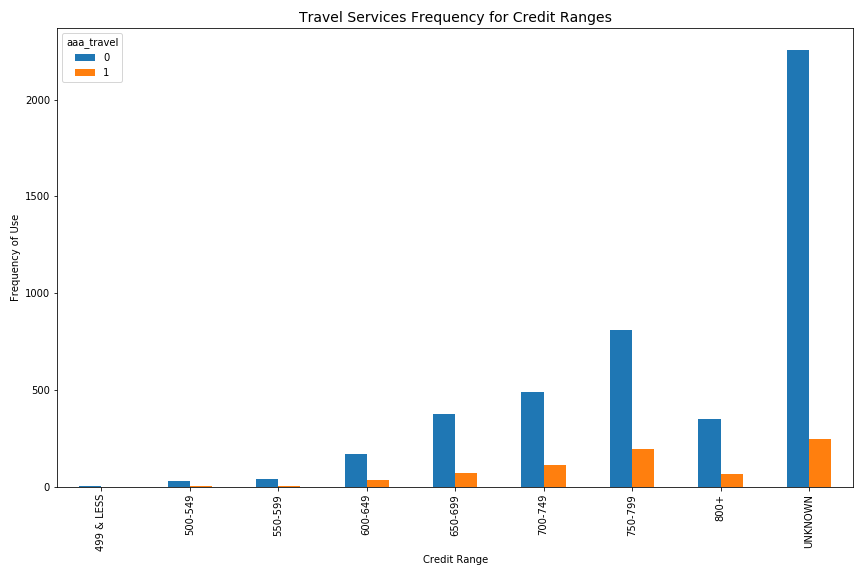 Travel Services Frequency for Credit Ranges
aaa_travel
0
1
2000
1500
1000
500
0
Frequency of Use
499 & LESS
500-549
550-599
600-649
650-699
700-749
750-799
800+
UNKNOWN
Credit Range